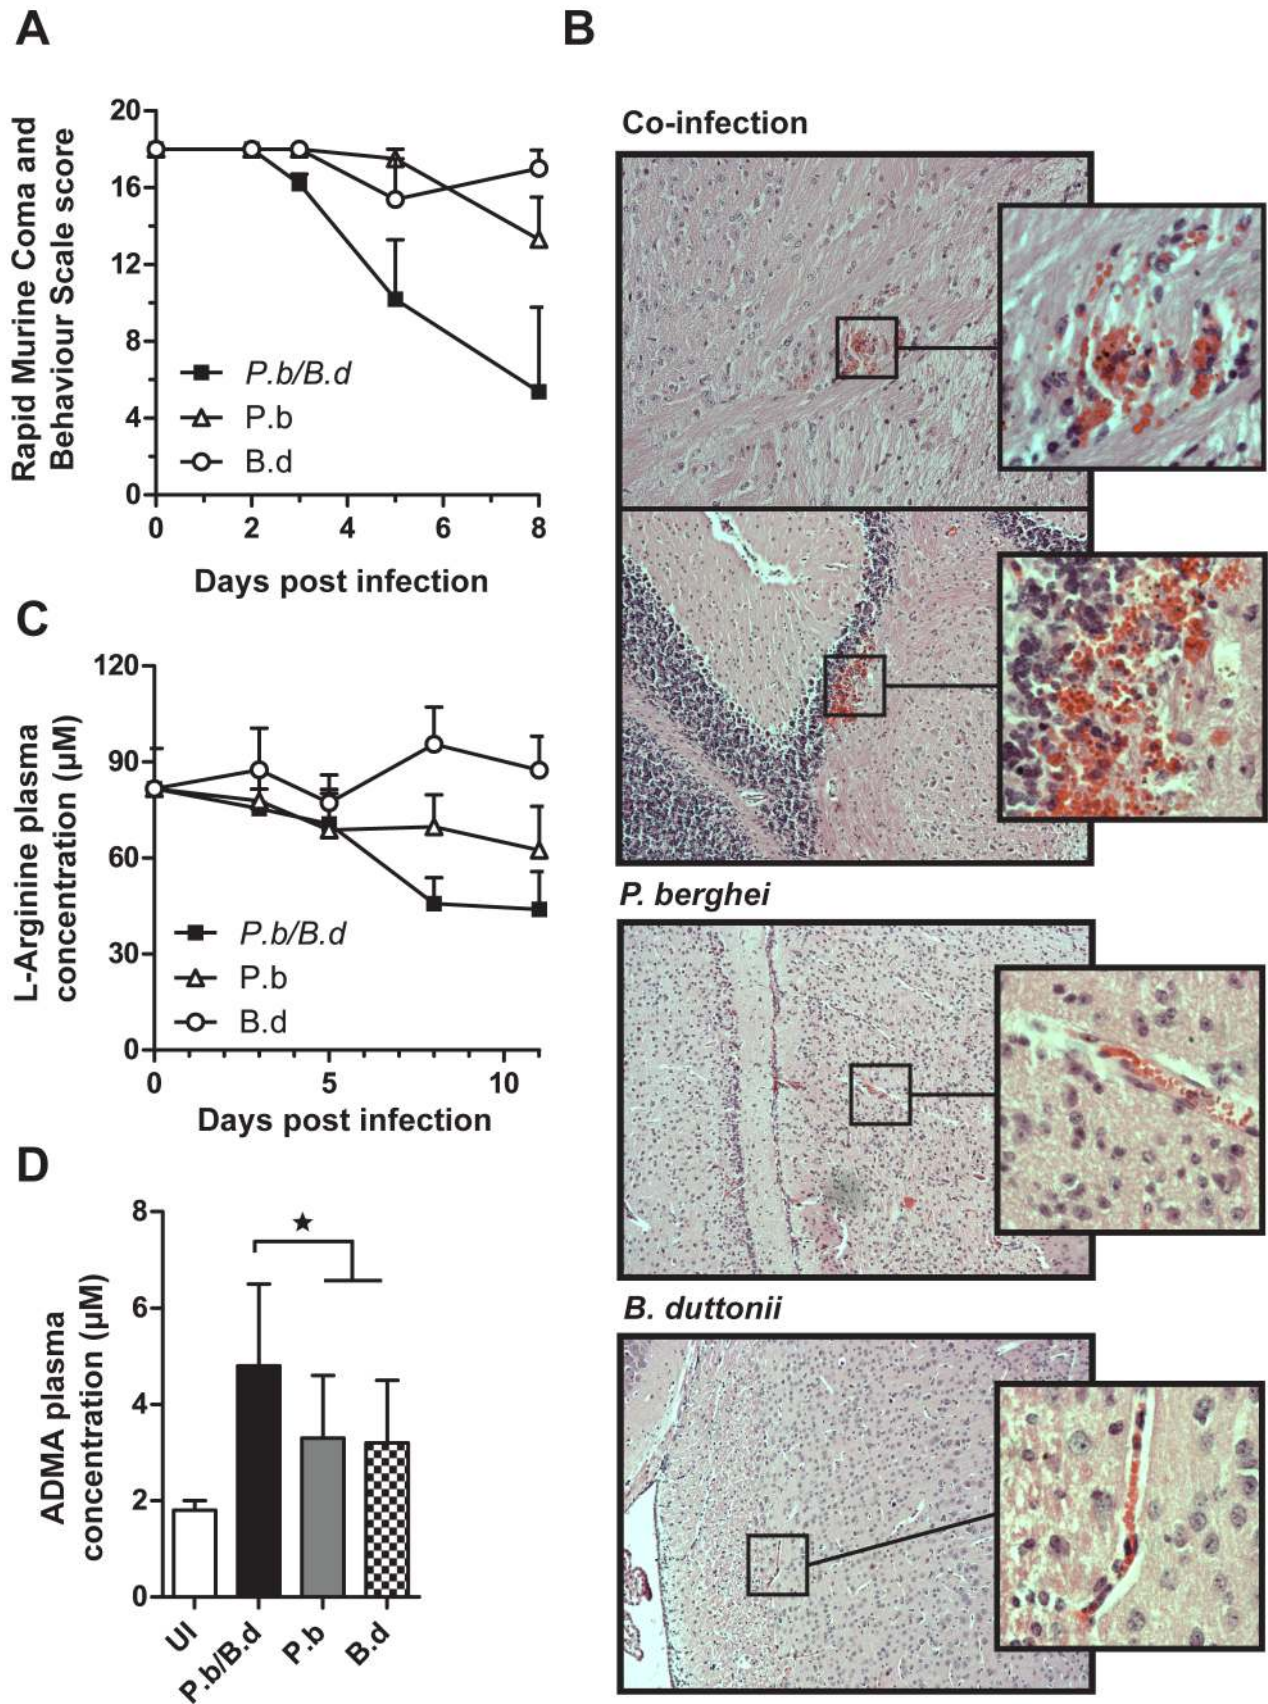 A
Rapid Murine Coma and
Behaviour Scale score
20
16
12
8
4
0
P.b/B.d
P.b
B.d
0 2 4 6 8
Days post infection
B
Co-infection
P. berghei
B. duttonii
C
L-Arginine plasma
concentration (µM)
120
90
60
30
0
P.b/B.d
P.b
B.d
0 5 10
Days post infection
D
ADMA plasma
concentration (µM)
8
6
4
2
0
UI P.b/B.d P.b B.d